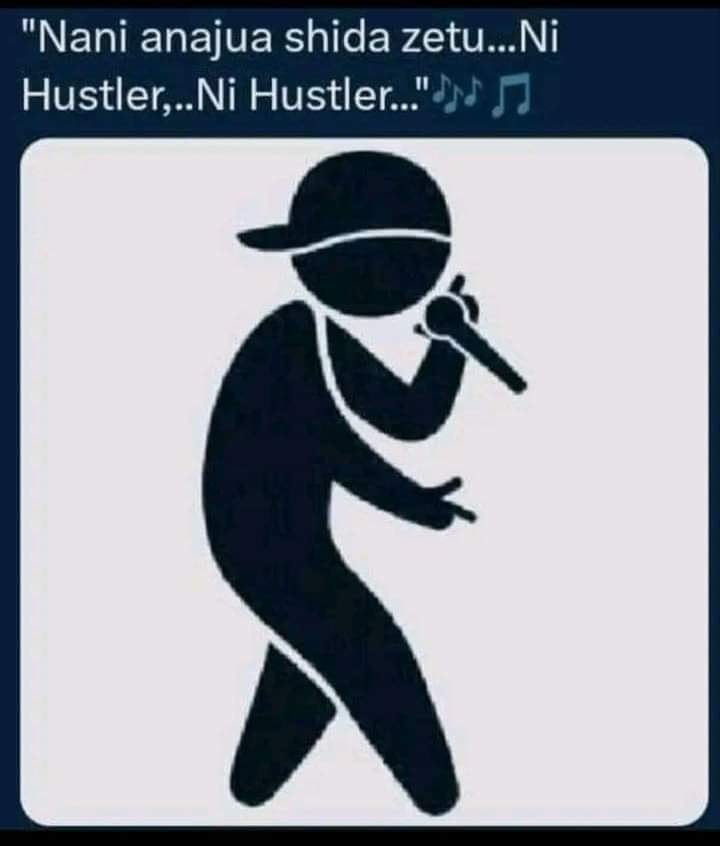 "Nani anajua shida zetu...Ni
Hustler,..Ni Hustler..."🎶🎵